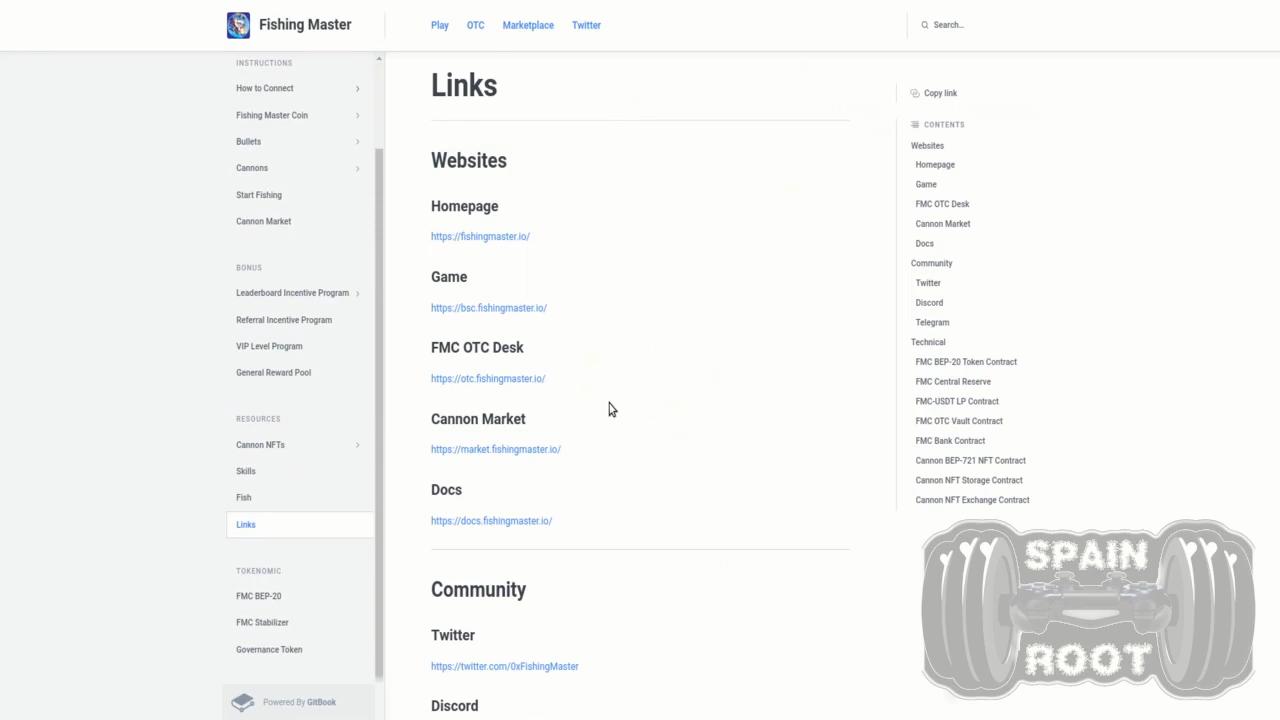 Fishing Master
Play
OTC
Marketplace
Twitter
Search...
INSTRUCTIONS
How to Connect
Fishing Master Coin
Bullets
Cannons
Start Fishing
Cannon Market
BONUS
Leaderboard Incentive Program
Referral Incentive Program
VIP Level Program
General Reward Pool
RESOURCES
Cannon NFTs
Skills
Fish
Links
TOKENOMIC
FMC BEP-20
FMC Stabilizer
Governance Token
Powered By GitBook
Links
Websites
Homepage
https://fishingmaster.io/
Game
https://bsc.fishingmaster.io/
FMC OTC Desk
https://otc.fishingmaster.io/
Cannon Market
https://market.fishingmaster.io/
Docs
https://docs.fishingmaster.io/
Community
Twitter
https://twitter.com/0xFishingMaster
Discord
Copy link
CONTENTS
Websites
Homepage
Game
FMC OTC Desk
Cannon Market
Docs
Community
Twitter
Discord
Telegram
Technical
FMC BEP-20 Token Contract
FMC Central Reserve
FMC-USDT LP Contract
FMC OTC Vault Contract
FMC Bank Contract
Cannon BEP-721 NFT Contract
Cannon NFT Storage Contract
Cannon NFT Exchange Contract
SPAIN
ROOT